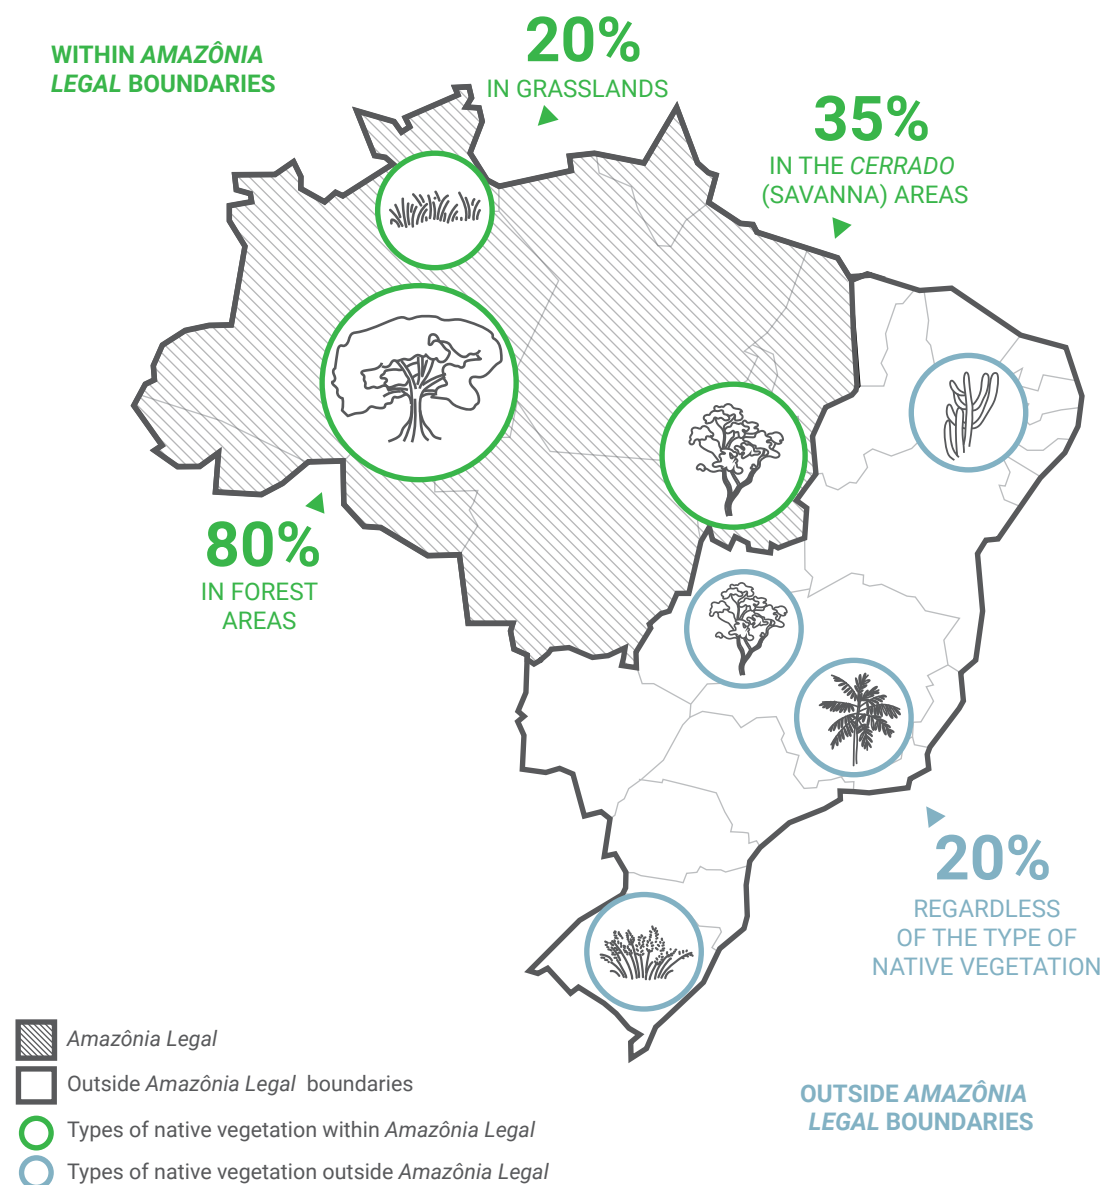 WITHIN AMAZÔNIA
LEGAL BOUNDARIES
20%
IN GRASSLANDS
35%
IN THE CERRADO
(SAVANNA) AREAS
80%
IN FOREST
AREAS
20%
REGARDLESS
OF THE TYPE OF
NATIVE VEGETATION
OUTSIDE AMAZÔNIA
LEGAL BOUNDARIES
Amazônia Legal
Outside Amazônia Legal boundaries
Types of native vegetation within Amazônia Legal
Types of native vegetation outside Amazônia Legal